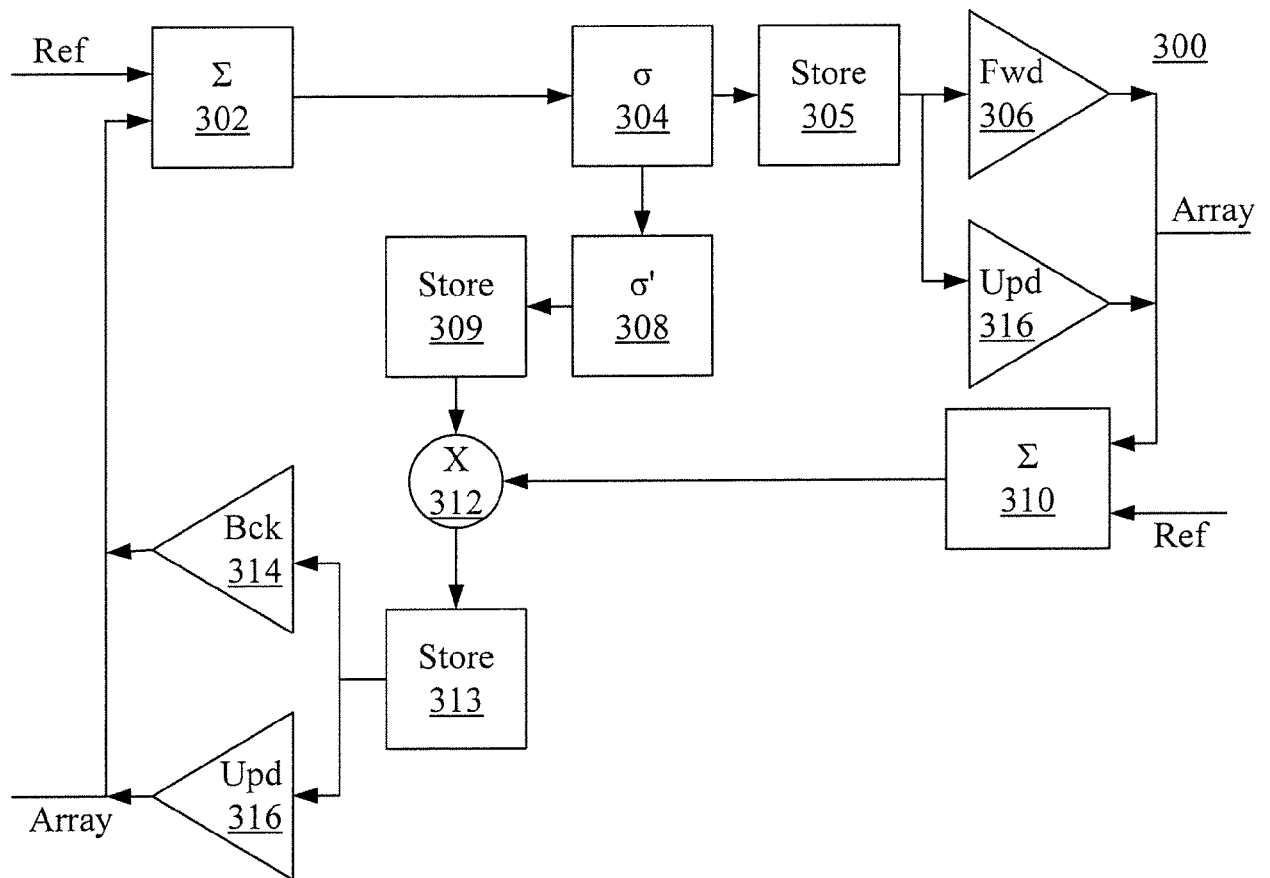 Ref
Σ
302
σ
304
Store
305
Fwd
306
300
Array
Store
309
σ'
308
Upd
316
X
312
Σ
310
Ref
Bck
314
Store
313
Upd
316
Array